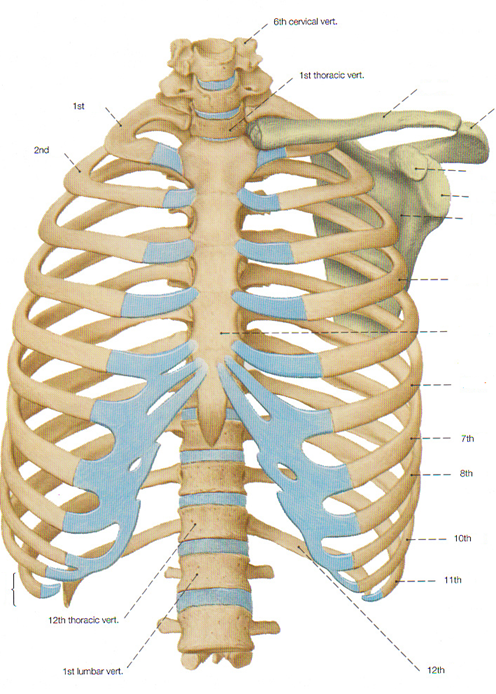 6th cervical vert.
1st thoracic vert.
1st
2nd
7th
8th
10th
11th
12th thoracic vert.
1st lumbar vert.
12th